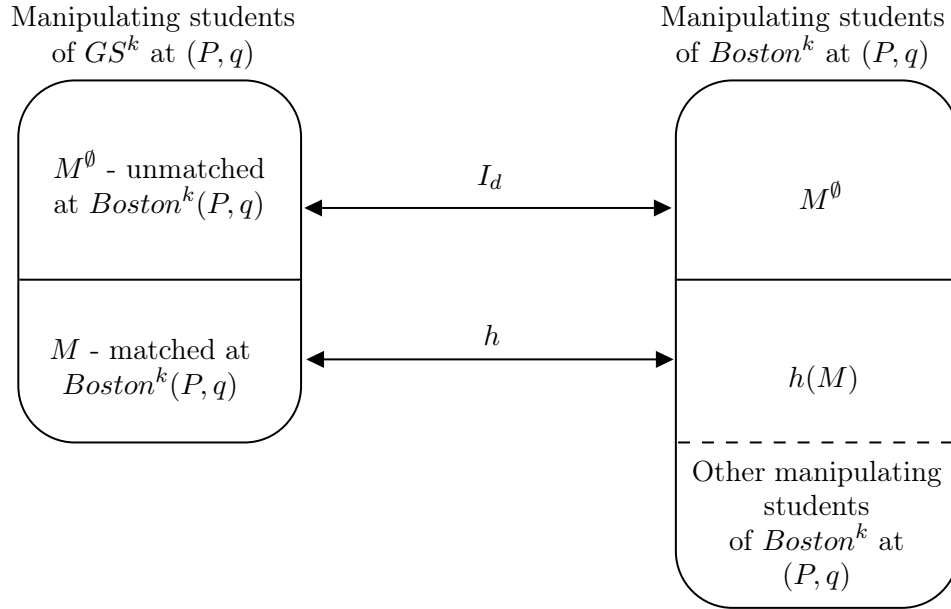 Manipulating students
of GS^k at (P, q)
Manipulating students
of Boston^k at (P, q)
M^∅ - unmatched
at Boston^k(P, q)
I_d
M^∅
M - matched at
Boston^k(P, q)
h
h(M)
Other manipulating
students
of Boston^k at
(P, q)